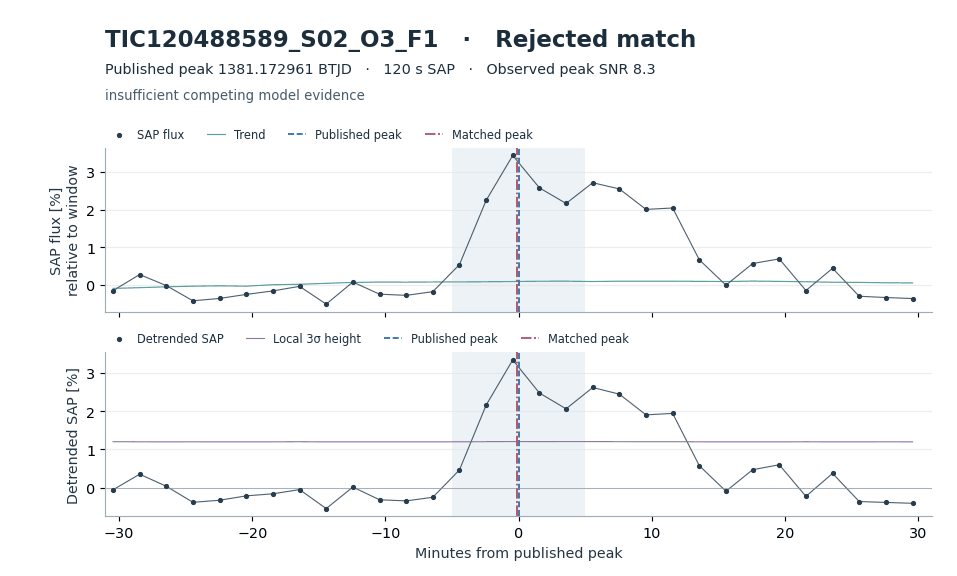 TIC120488589_S02_O3_F1 · Rejected match
Published peak 1381.172961 BTJD · 120 s SAP · Observed peak SNR 8.3
insufficient competing model evidence
SAP flux Trend Published peak Matched peak
SAP flux [%]
relative to window
3
2
1
0
Detrended SAP Local 3σ height Published peak Matched peak
Detrended SAP [%]
3
2
1
0
−30 −20 −10 0 10 20 30
Minutes from published peak